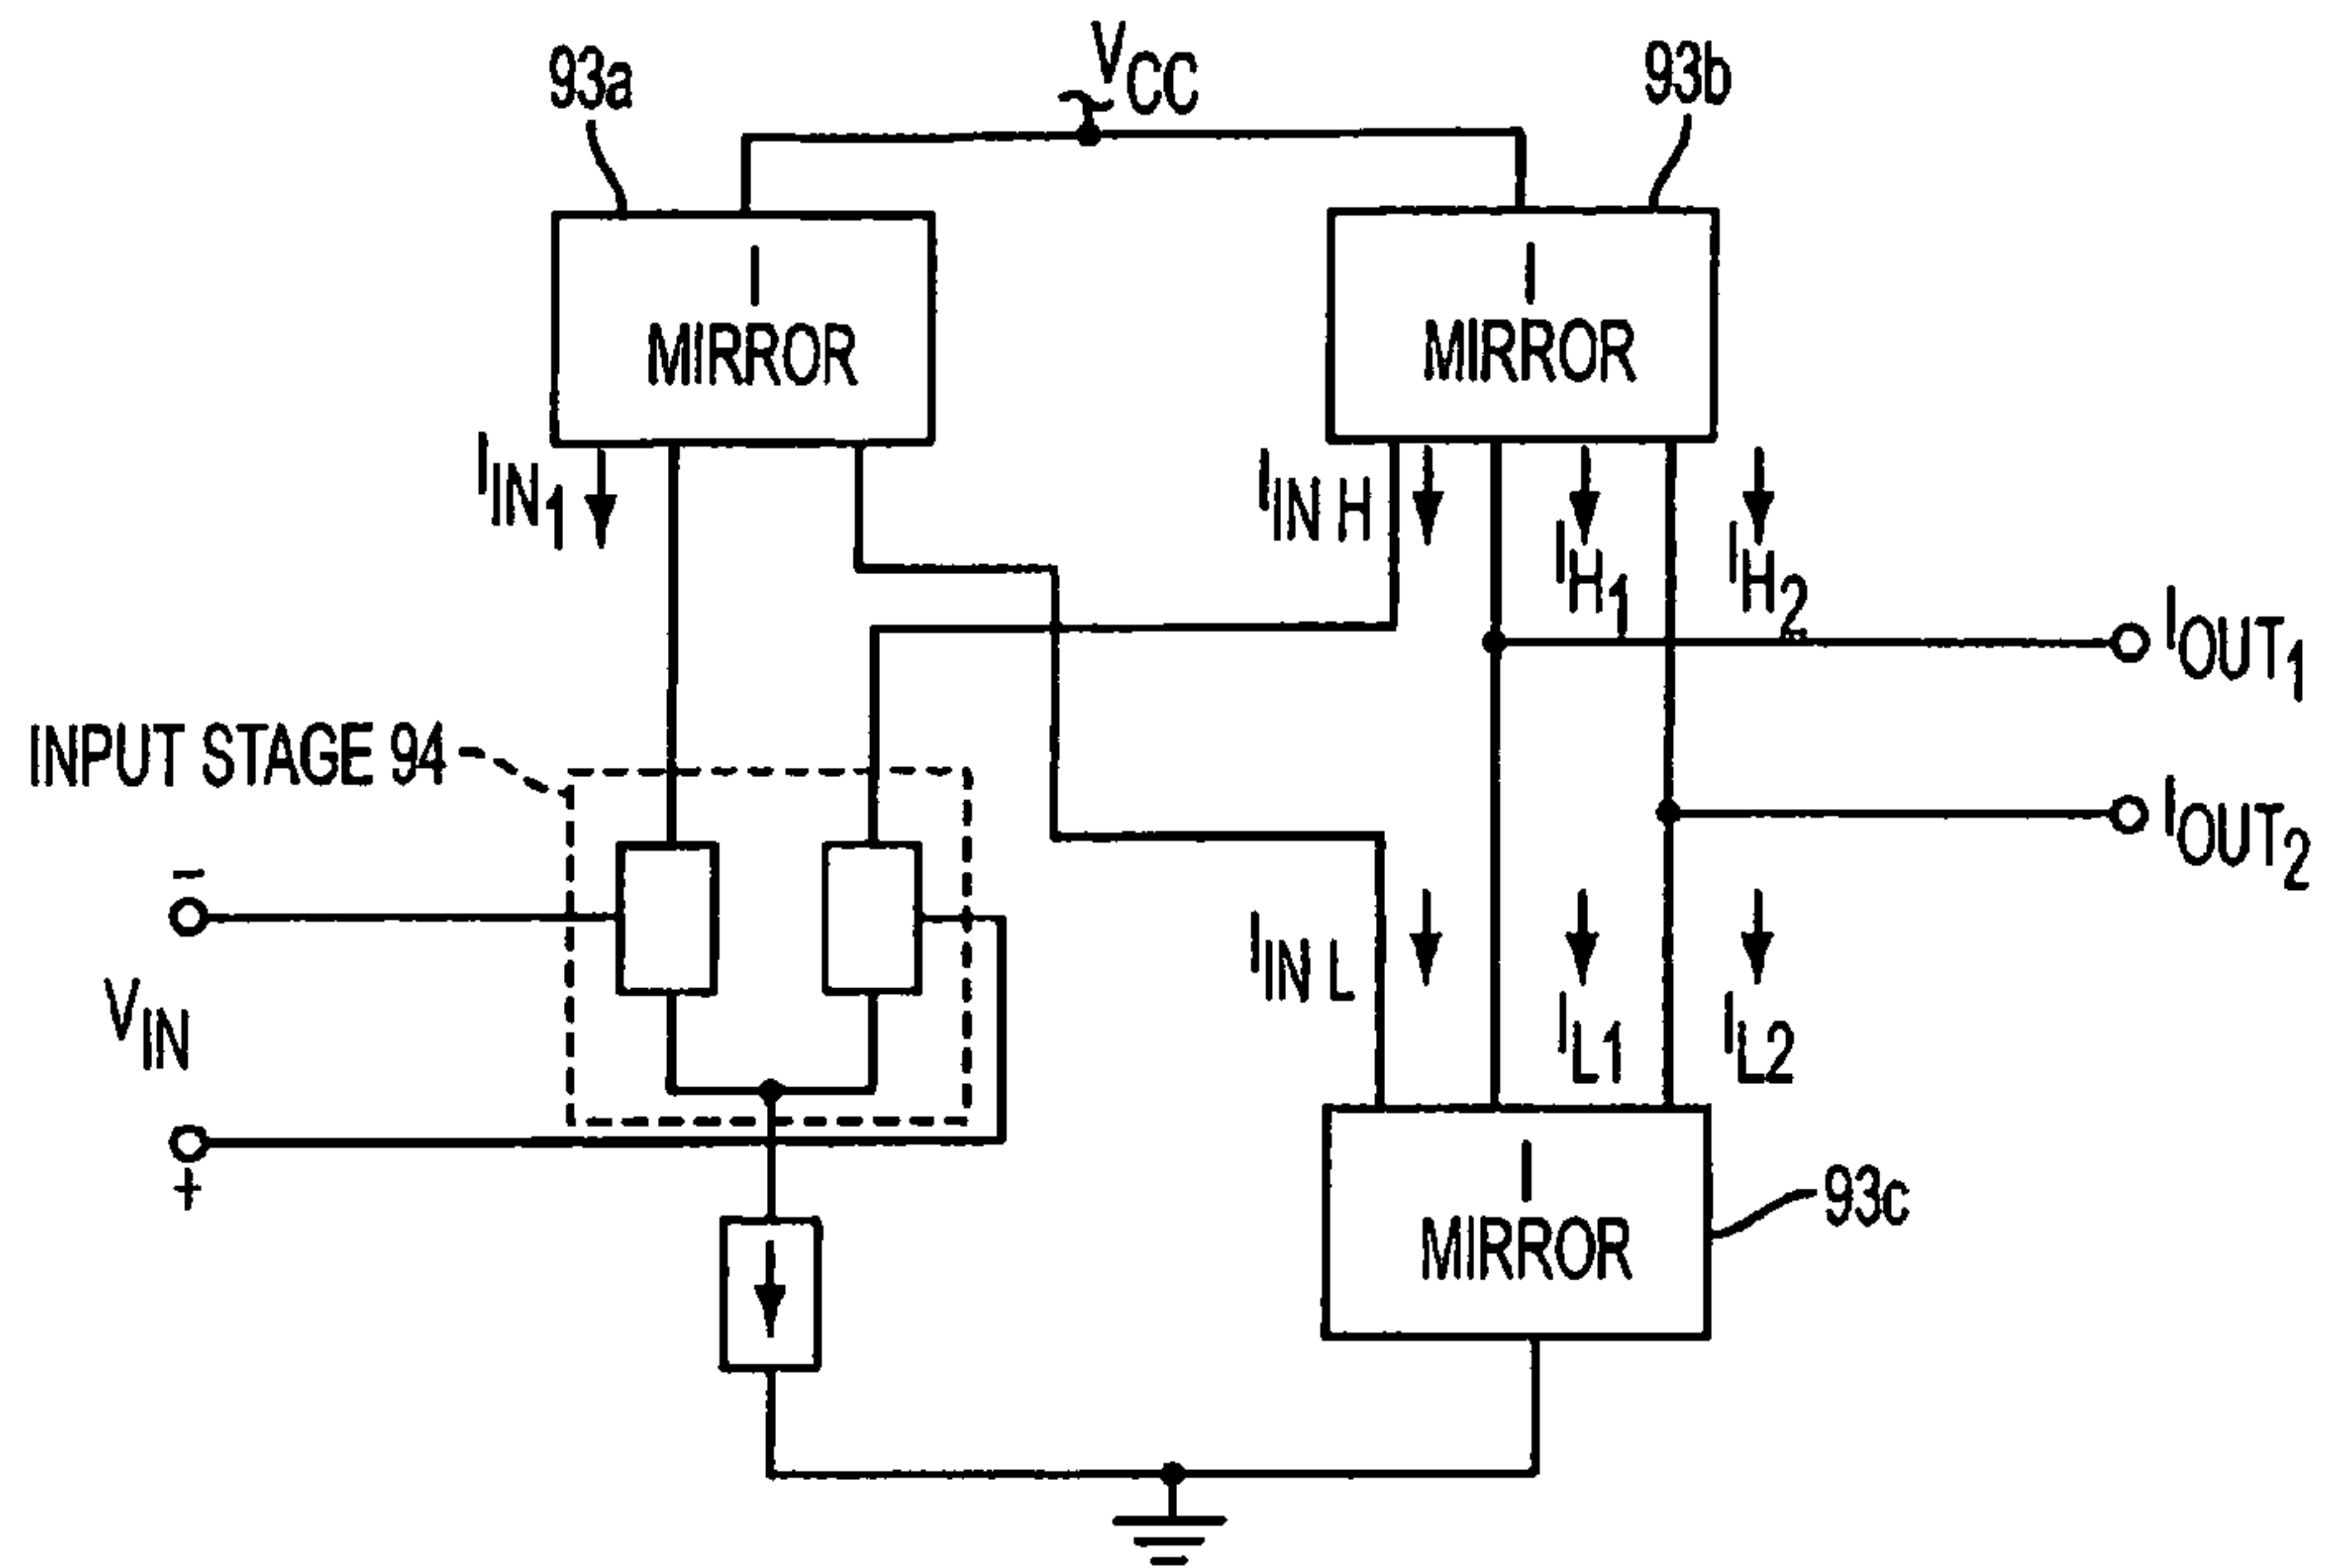 93a
VCC
93b
I
MIRROR
I
MIRROR
IIN1
IIN H
IH1
IH2
IOUT1
INPUT STAGE 94
IOUT2
−
IIN L
VIN
IL1
IL2
+
I
MIRROR
93c